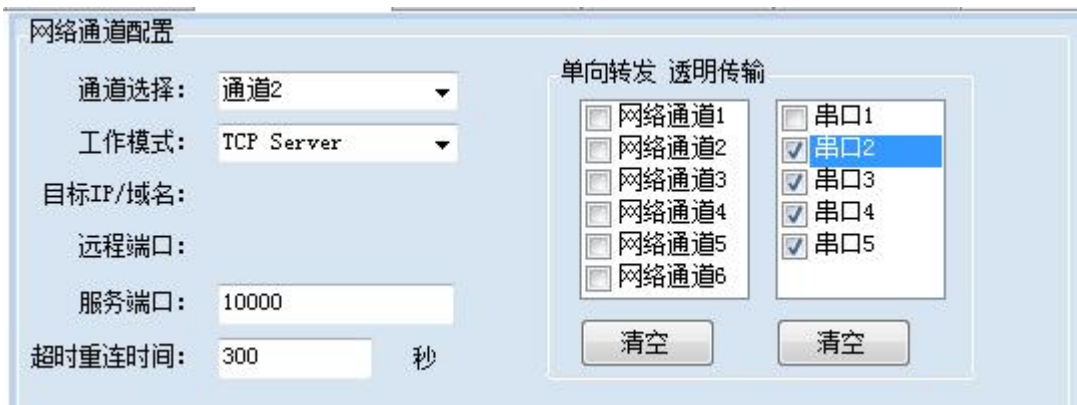 网络通道配置
通道选择: 通道2
工作模式: TCP Server
目标IP/域名:
远程端口:
服务端口: 10000
超时重连时间: 300 秒
单向转发 透明传输
网络通道1
网络通道2
网络通道3
网络通道4
网络通道5
网络通道6
清空
串口1
串口2
串口3
串口4
串口5
清空